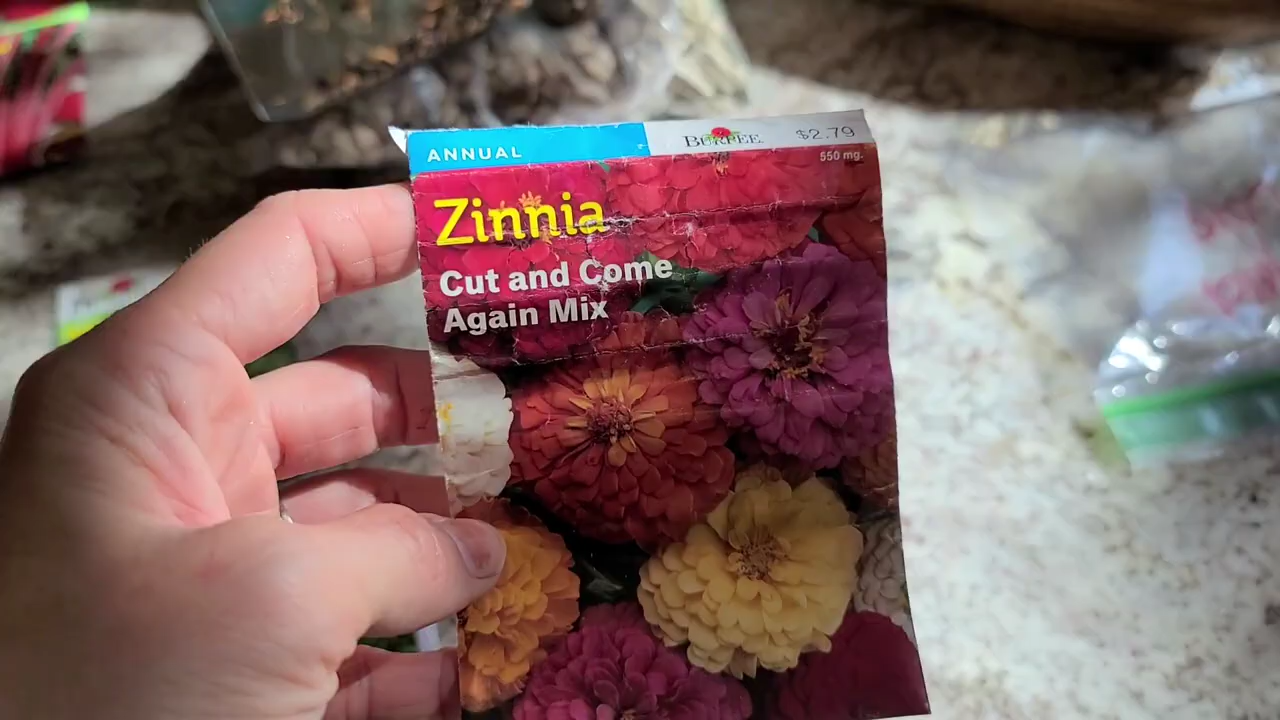 ANNUAL
BURPEE
$2.79
550 mg.
Zinnia
Cut and Come
Again Mix